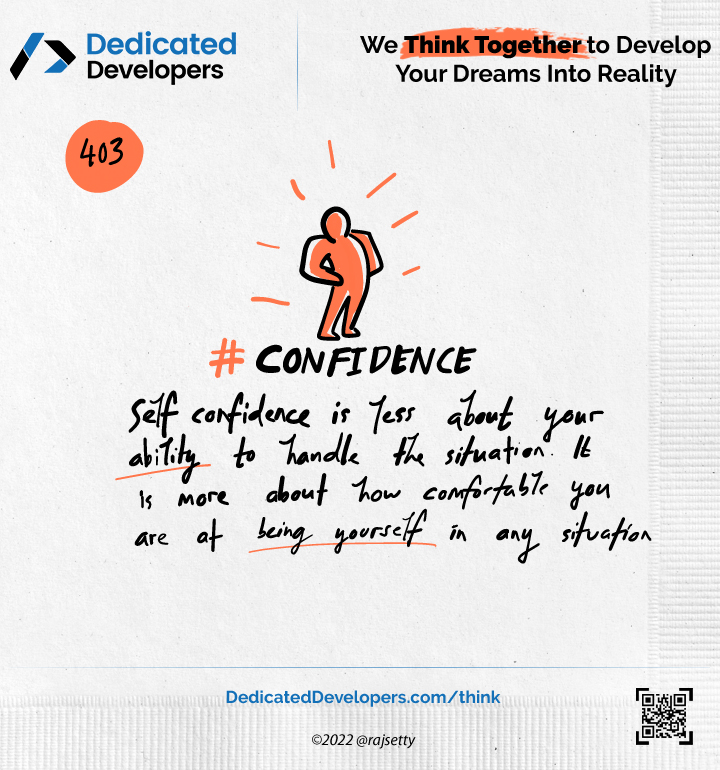 Dedicated
Developers
We Think Together to Develop
Your Dreams Into Reality
403
# CONFIDENCE
Self confidence is less about your
ability to handle the situation. It
is more about how comfortable you
are at being yourself in any situation
DedicatedDevelopers.com/think
©2022 @rajsetty